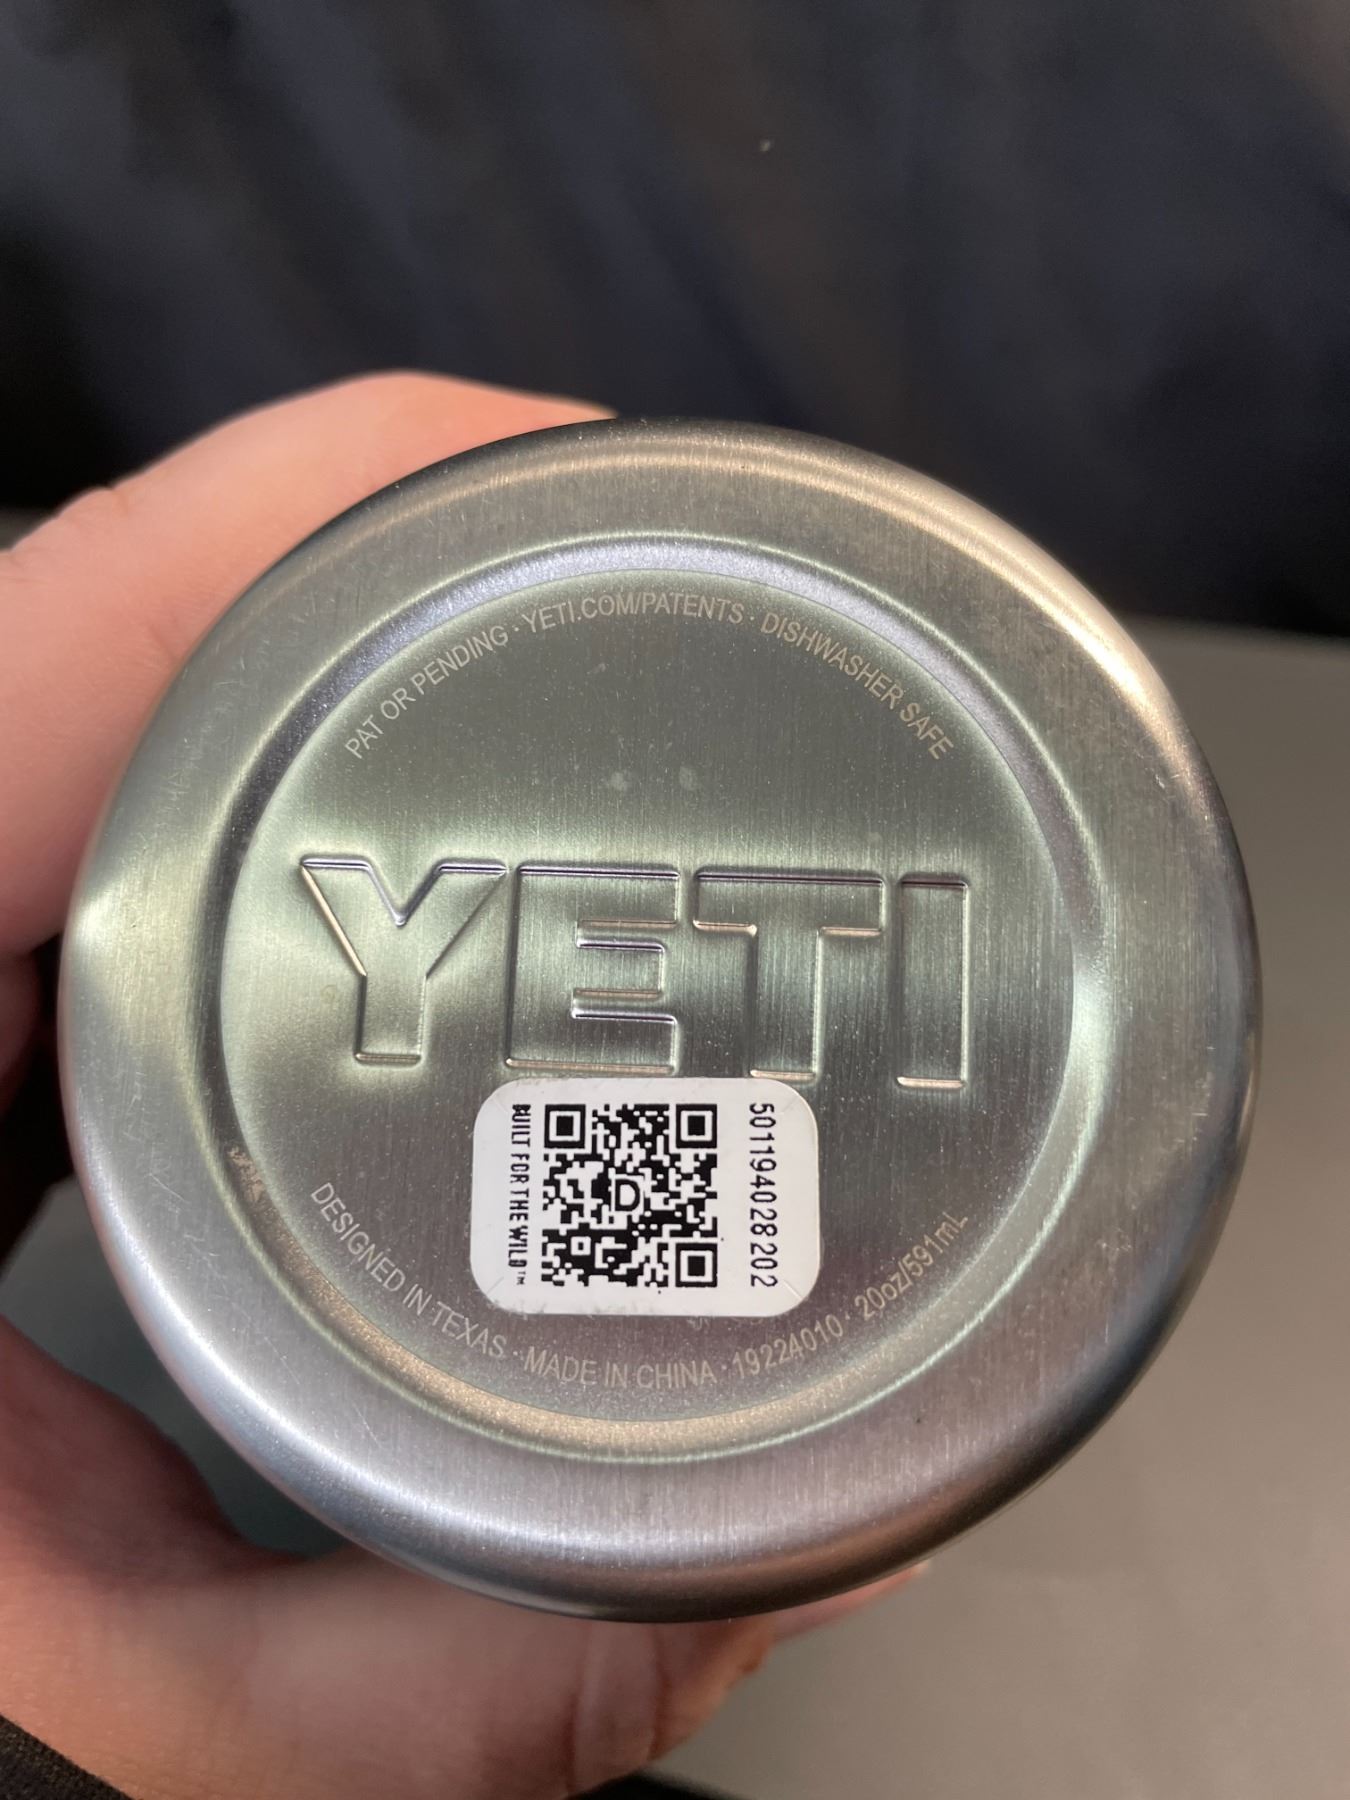 PAT OR PENDING · YETI.COM/PATENTS · DISHWASHER SAFE
YETI
BUILT FOR THE WILD™
D
501194028202
DESIGNED IN TEXAS · MADE IN CHINA · 19224010 · 20oz/591mL